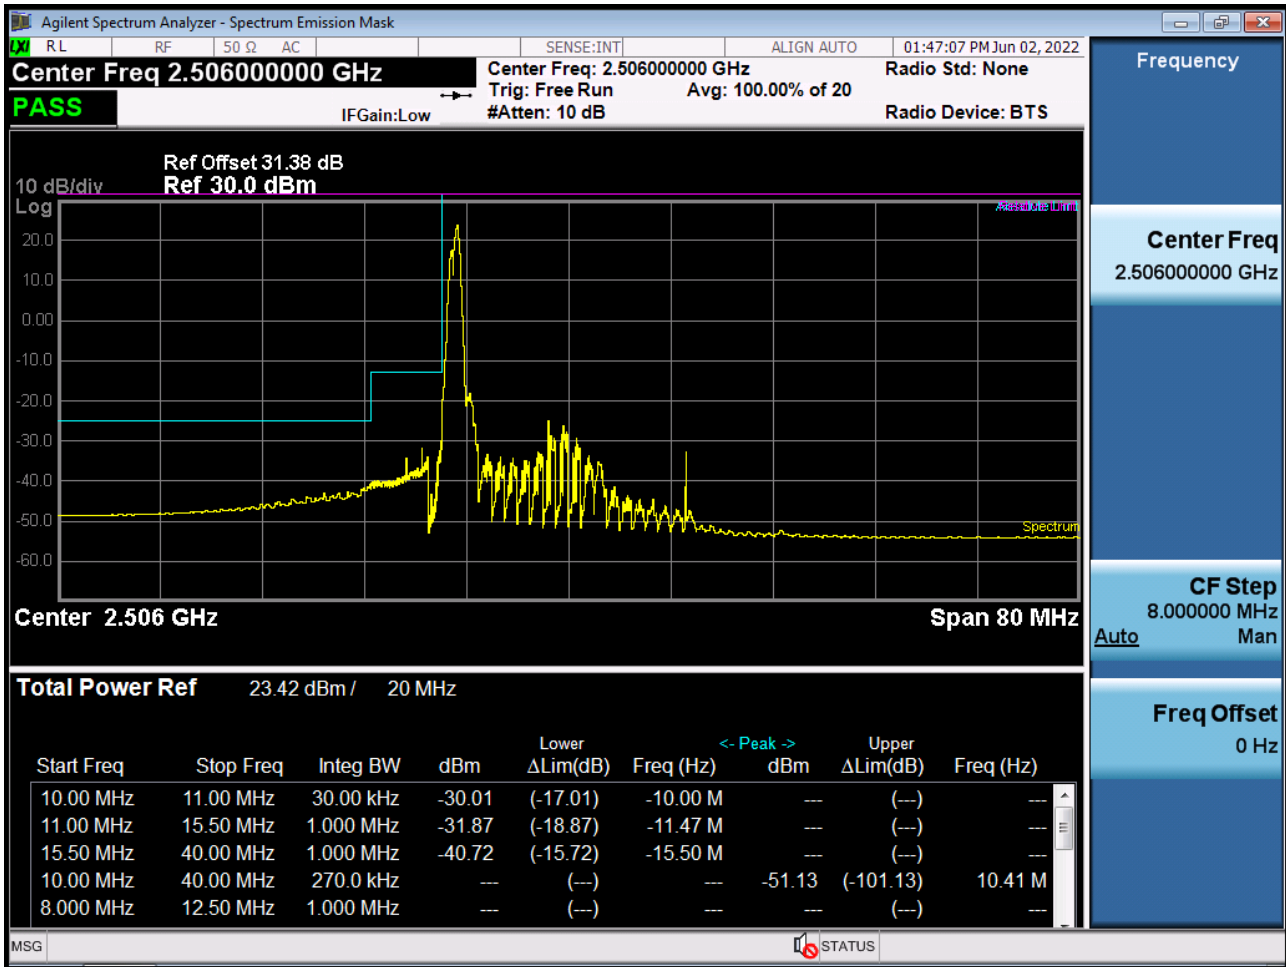 Agilent Spectrum Analyzer - Spectrum Emission Mask
LXI RL RF 50 Ω AC SENSE:INT ALIGN AUTO 01:47:07 PM Jun 02, 2022
Center Freq 2.506000000 GHz
Center Freq: 2.506000000 GHz Radio Std: None
Trig: Free Run Avg: 100.00% of 20
PASS
IFGain:Low #Atten: 10 dB Radio Device: BTS
Ref Offset 31.38 dB
10 dB/div Ref 30.0 dBm
Log
Absolute Limit
20.0
10.0
0.00
-10.0
-20.0
-30.0
-40.0
-50.0
Spectrum
-60.0
Center 2.506 GHz Span 80 MHz
Total Power Ref 23.42 dBm / 20 MHz
Lower <- Peak -> Upper
Start Freq Stop Freq Integ BW dBm ΔLim(dB) Freq (Hz) dBm ΔLim(dB) Freq (Hz)
10.00 MHz 11.00 MHz 30.00 kHz -30.01 (-17.01) -10.00 M --- (---) ---
11.00 MHz 15.50 MHz 1.000 MHz -31.87 (-18.87) -11.47 M --- (---) ---
15.50 MHz 40.00 MHz 1.000 MHz -40.72 (-15.72) -15.50 M --- (---) ---
10.00 MHz 40.00 MHz 270.0 kHz --- (---) --- -51.13 (-101.13) 10.41 M
8.000 MHz 12.50 MHz 1.000 MHz --- (---) --- --- (---) ---
MSG STATUS
Frequency
Center Freq
2.506000000 GHz
CF Step
8.000000 MHz
Auto Man
Freq Offset
0 Hz